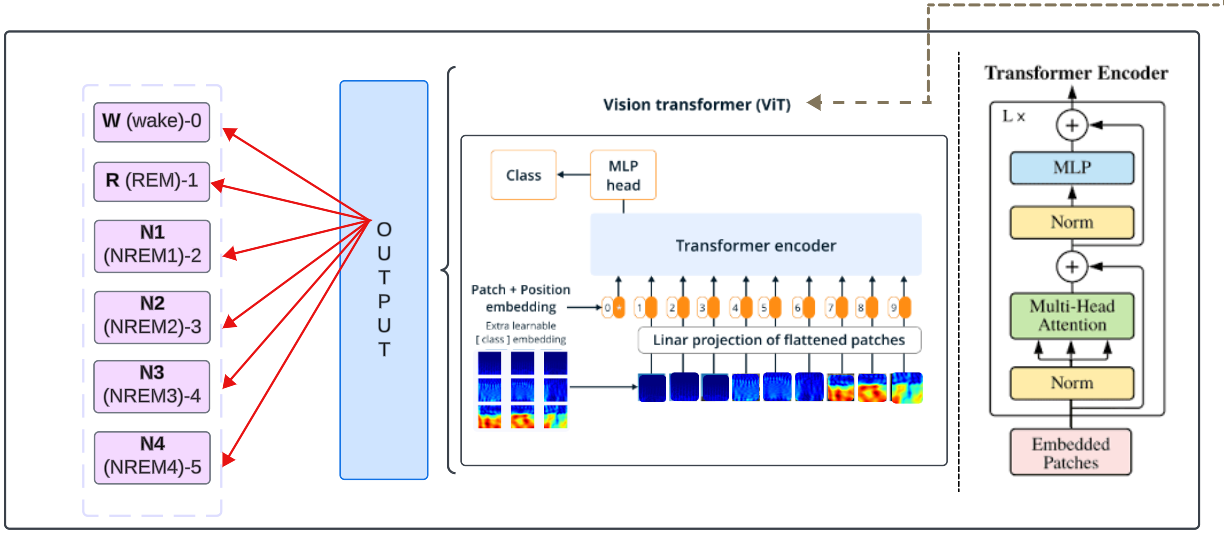 W (wake)-0
R (REM)-1
N1
(NREM1)-2
N2
(NREM2)-3
N3
(NREM3)-4
N4
(NREM4)-5
O
U
T
P
U
T
Vision transformer (ViT)
Class
MLP
head
Transformer encoder
Patch + Position
embedding
0 * 1 2 3 4 5 6 7 8 9
Extra learnable
[ class ] embedding
Linar projection of flattened patches
Transformer Encoder
L x
+
MLP
Norm
+
Multi-Head
Attention
Norm
Embedded
Patches